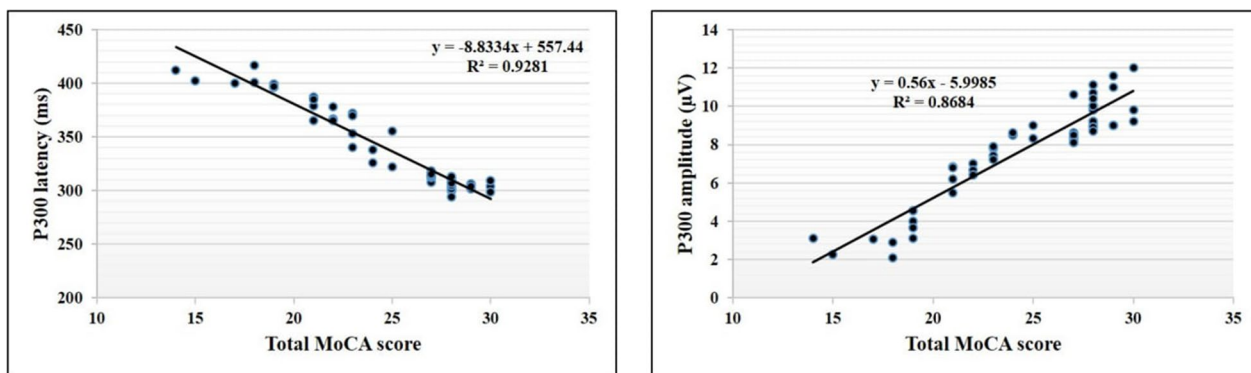 450
400
350
300
250
200
P300 latency (ms)
y = -8.8334x + 557.44
R² = 0.9281
10 15 20 25 30 35
Total MoCA score
14
12
10
8
6
4
2
0
P300 amplitude (µV)
y = 0.56x - 5.9985
R² = 0.8684
10 15 20 25 30 35
Total MoCA score